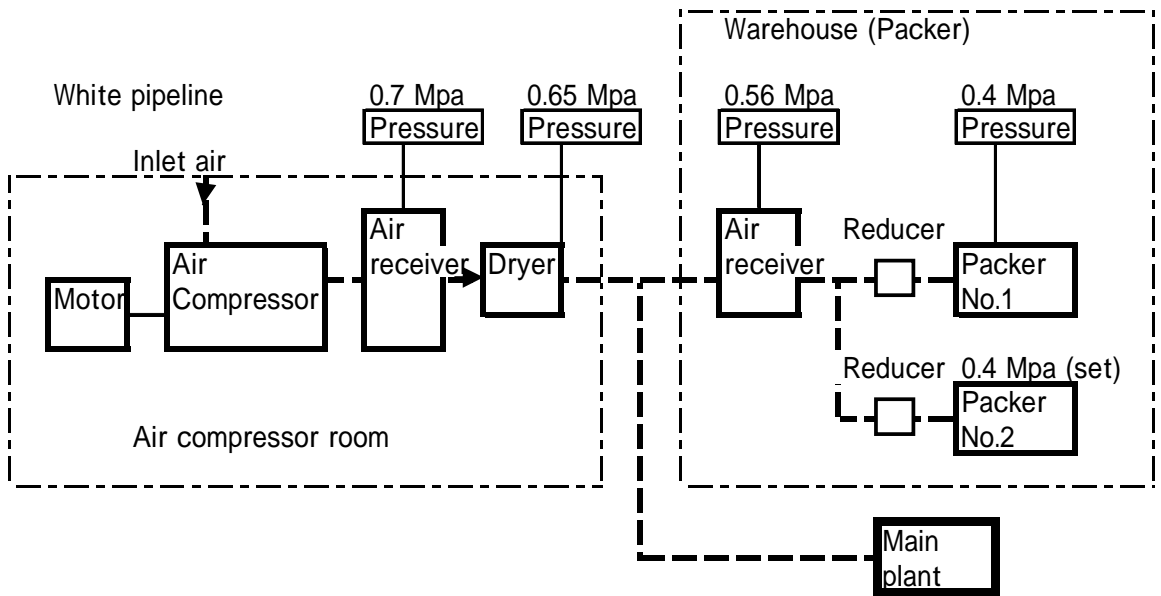 Warehouse (Packer)
White pipeline
0.7 Mpa
Pressure
0.65 Mpa
Pressure
0.56 Mpa
Pressure
0.4 Mpa
Pressure
Inlet air
Motor
Air
Compressor
Air
receiver
Dryer
Air
receiver
Reducer
Packer
No.1
Reducer
0.4 Mpa (set)
Packer
No.2
Air compressor room
Main
plant